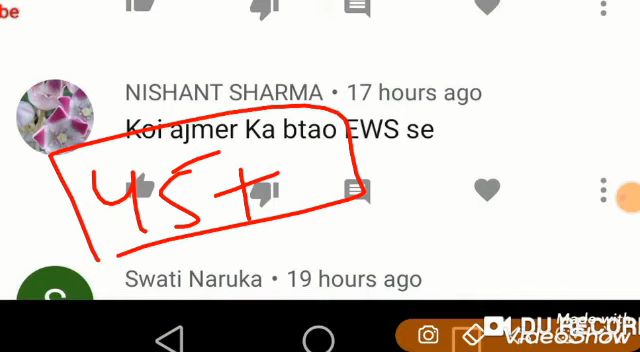 be
NISHANT SHARMA • 17 hours ago
Koi ajmer Ka btao EWS se
45+
Swati Naruka • 19 hours ago
S
Made with
DU RECOR
VideoShow